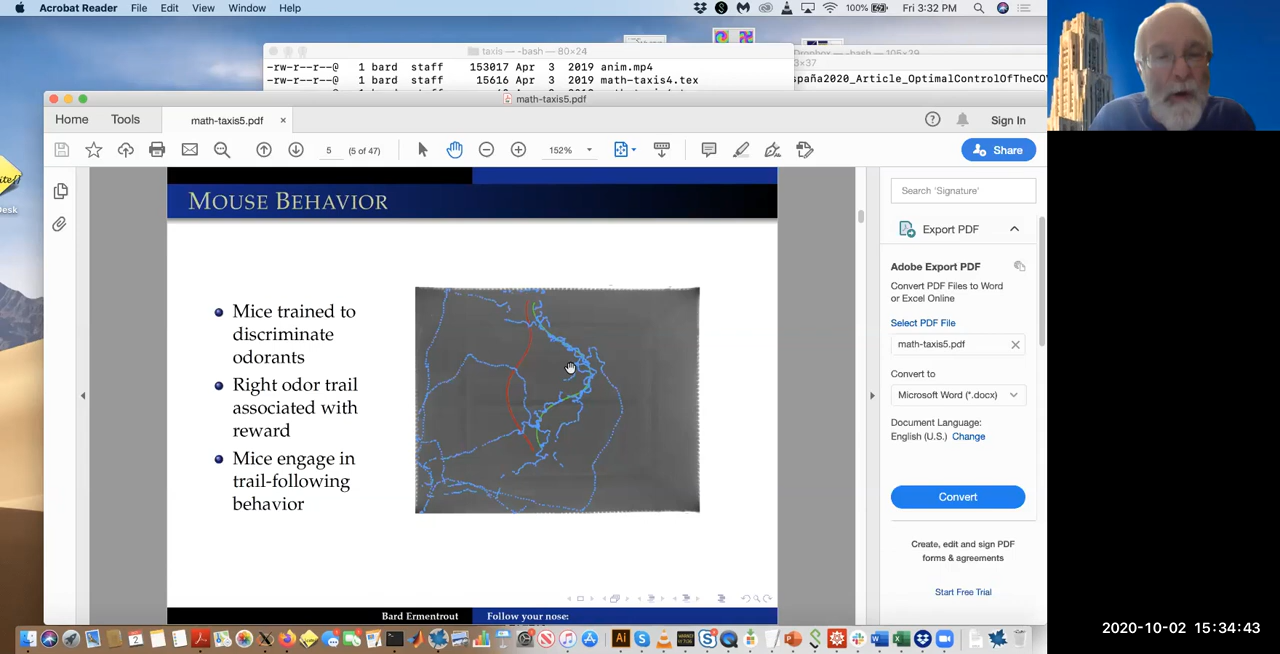 Acrobat Reader File Edit View Window Help
100% Fri 3:32 PM
taxis — -bash — 80×24
-rw-r--r--@ 1 bard staff 153017 Apr 3 2019 anim.mp4
-rw-r--r--@ 1 bard staff 15616 Apr 3 2019 math-taxis4.tex
spaña2020_Article_OptimalControlOfTheCO
math-taxis5.pdf
Home Tools math-taxis5.pdf × Sign In
5 (5 of 47) 152% Share
MOUSE BEHAVIOR
Mice trained to
discriminate
odorants
Right odor trail
associated with
reward
Mice engage in
trail-following
behavior
Bard Ermentrout Follow your nose:
Search 'Signature'
Export PDF
Adobe Export PDF
Convert PDF Files to Word
or Excel Online
Select PDF File
math-taxis5.pdf
Convert to
Microsoft Word (*.docx)
Document Language:
English (U.S.) Change
Convert
Create, edit and sign PDF
forms & agreements
Start Free Trial
Desk
2020-10-02 15:34:43